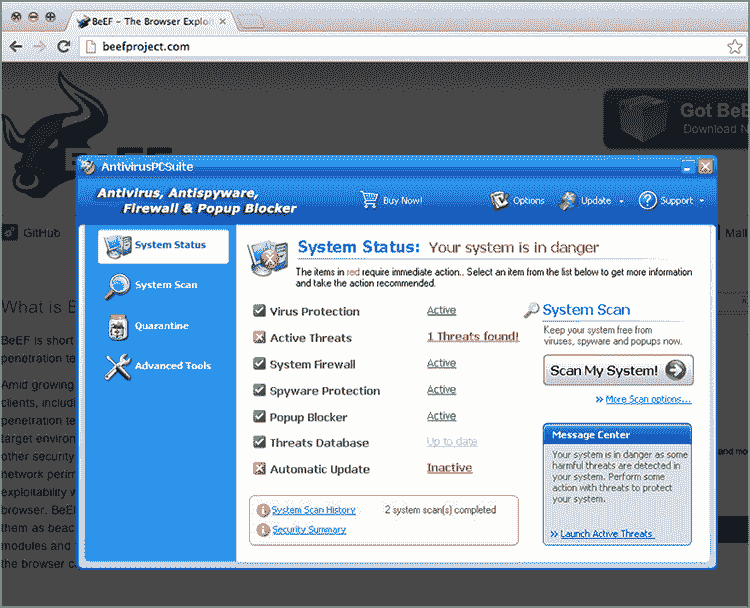 BeEF - The Browser Exploi
beefproject.com
Got BeE
Download N
AntivirusPCSuite
Antivirus, Antispyware,
Firewall & Popup Blocker
Buy Now!
Options
Update
Support
GitHub
Mail
System Status
System Scan
Quarantine
Advanced Tools
System Status: Your system is in danger
The items in red require immediate action.. Select an item from the list below to get more information
and take the action recommended.
Virus Protection Active
Active Threats 1 Threats found!
System Firewall Active
Spyware Protection Active
Popup Blocker Active
Threats Database Up to date
Automatic Update Inactive
System Scan History 2 system scan(s) completed
Security Summary
System Scan
Keep your system free from
viruses, spyware and popups now.
Scan My System!
» More Scan options...
Message Center
Your system is in danger as some
harmful threats are detected in
your system. Perform some
action with threats to protect
your system.
» Launch Active Threats
What is B
BeEF is short
penetration te
Amid growing
clients, includi
penetration te
target environ
other security
network perim
exploitability w
browser. BeEF
them as beac
modules and
the browser c
and mo